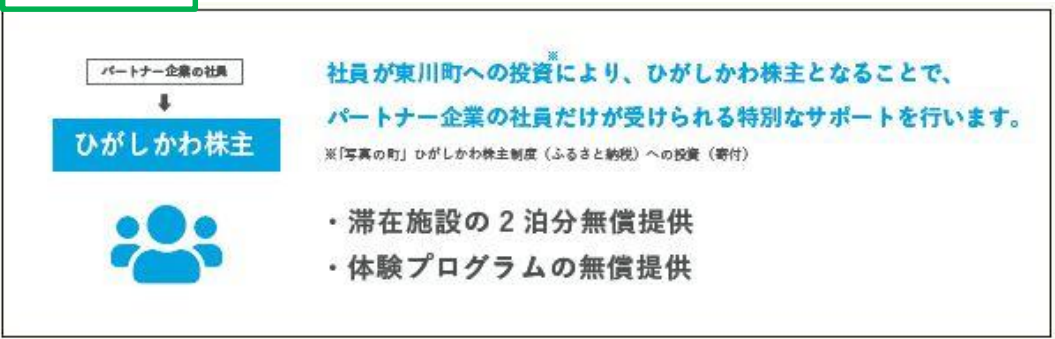 パートナー企業の社員
ひがしかわ株主
※
社員が東川町への投資により、ひがしかわ株主となることで、
パートナー企業の社員だけが受けられる特別なサポートを行います。
※「写真の町」ひがしかわ株主制度(ふるさと納税)への投資(寄付)
・滞在施設の2泊分無償提供
・体験プログラムの無償提供